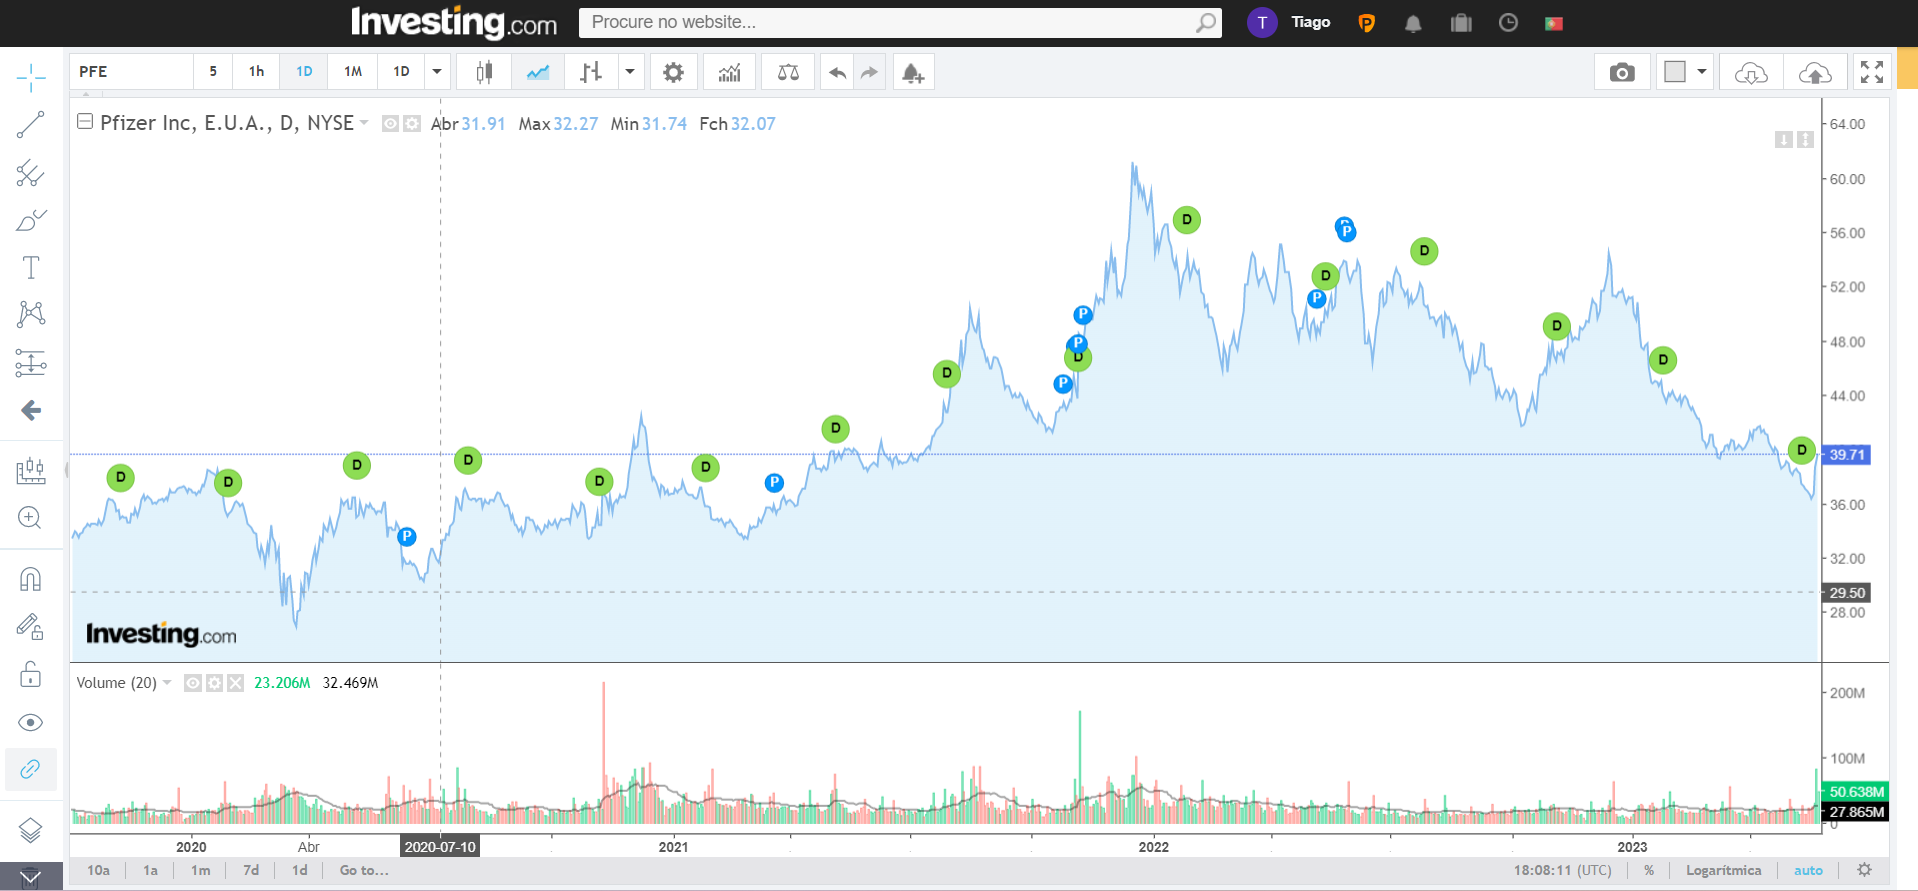 Investing.com
Procure no website...
T
Tiago
P
PFE
5
1h
1D
1M
1D
Pfizer Inc, E.U.A., D, NYSE
Abr 31.91 Max 32.27 Min 31.74 Fch 32.07
64.00
60.00
56.00
52.00
48.00
44.00
39.71
36.00
32.00
29.50
28.00
D
D
D
P
D
D
D
P
D
D
P
D
P
P
D
P
D
P
P
D
D
D
D
Investing.com
Volume (20)
23.206M 32.469M
200M
100M
50.638M
27.865M
0
2020
Abr
2020-07-10
2021
2022
2023
10a
1a
1m
7d
1d
Go to...
18:08:11 (UTC)
%
Logarítmica
auto